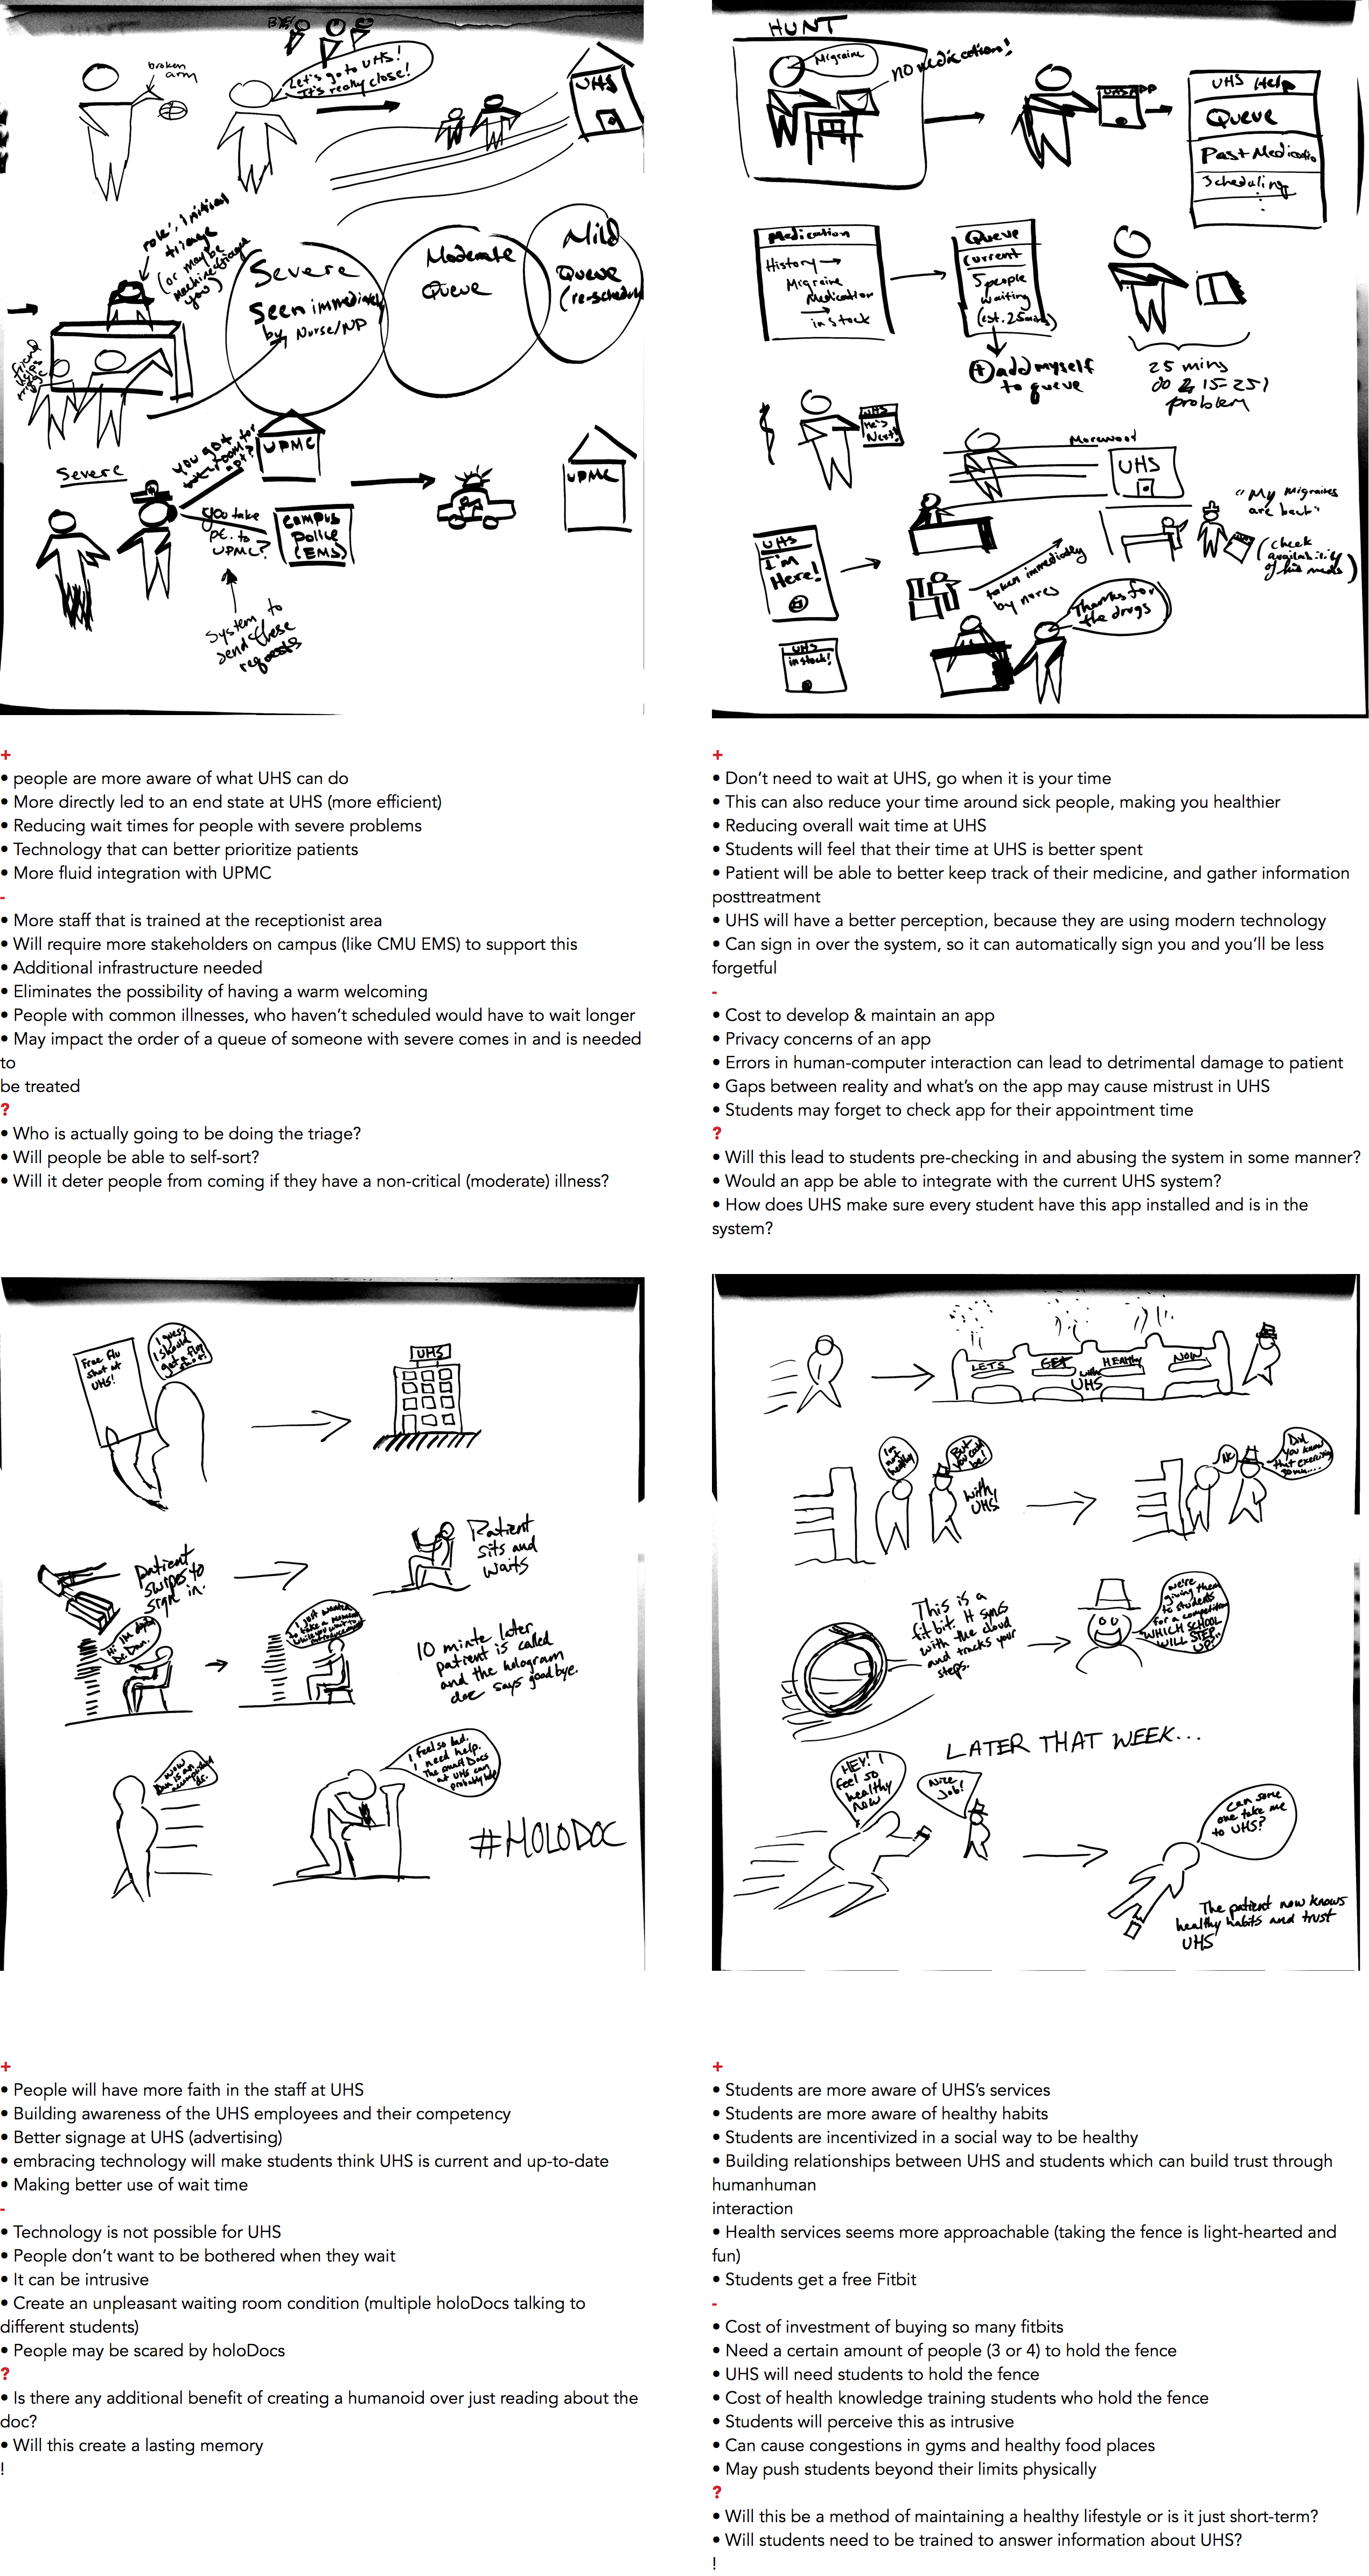 broken
arm
BYE
Let's go to UHS!
It's really close!
UHS
role: initial
triage
(or maybe
machine triage
you)
friend
Severe
Seen immediately
by Nurse/NP
Moderate
Queue
Mild
Queue
(re-schedule
Severe
you got
room for
apt?
UPMC
you take
pt. to
UPMC?
Campus
Police
(EMS)
UPMC
System to
send these
requests
HUNT
Migraine
NO medication!
UHS APP
UHS Help
Queue
Past Medicatio
Scheduling
Medication
History →
Migraine
Medication
→
in stock
Queue
Current
5 people
waiting
(est. 25 mins)
+ add myself
to queue
25 mins
do 2 15-251
problem
UHS
He's
Next!
Morewood
UHS
"My Migraines
are back"
(check
availability
of his meds)
UHS
I'm
Here!
taken immediately
by nurse
Thanks for
the drugs
UHS
in stock!
+
• people are more aware of what UHS can do
• More directly led to an end state at UHS (more efficient)
• Reducing wait times for people with severe problems
• Technology that can better prioritize patients
• More fluid integration with UPMC
-
• More staff that is trained at the receptionist area
• Will require more stakeholders on campus (like CMU EMS) to support this
• Additional infrastructure needed
• Eliminates the possibility of having a warm welcoming
• People with common illnesses, who haven't scheduled would have to wait longer
• May impact the order of a queue of someone with severe comes in and is needed
to
be treated
?
• Who is actually going to be doing the triage?
• Will people be able to self-sort?
• Will it deter people from coming if they have a non-critical (moderate) illness?
+
• Don't need to wait at UHS, go when it is your time
• This can also reduce your time around sick people, making you healthier
• Reducing overall wait time at UHS
• Students will feel that their time at UHS is better spent
• Patient will be able to better keep track of their medicine, and gather information
posttreatment
• UHS will have a better perception, because they are using modern technology
• Can sign in over the system, so it can automatically sign you and you'll be less
forgetful
-
• Cost to develop & maintain an app
• Privacy concerns of an app
• Errors in human-computer interaction can lead to detrimental damage to patient
• Gaps between reality and what's on the app may cause mistrust in UHS
• Students may forget to check app for their appointment time
?
• Will this lead to students pre-checking in and abusing the system in some manner?
• Would an app be able to integrate with the current UHS system?
• How does UHS make sure every student have this app installed and is in the
system?
Free flu
shot at
UHS!
I guess
I should
get a flu
shot!
UHS
patient
swipes to
sign in.
Patient
sits and
waits
Hi I'm digital
Dr. Dan.
I just wanted
to take a moment
10 minute later
patient is called
and the hologram
doc says goodbye.
Wow
Dan is an
accomplished
dr.
I feel so bad.
I need help.
The smart Docs
at UHS can
probably help
#HOLODOC
LETS GET HEALTHY NOW
with
UHS
I'm
not
healthy
But
you could
be!
with
UHS
No
Did
you know
that exercising
30 min....
This is a
fit bit. It syncs
with the cloud
and tracks your
steps.
we're
giving them
to students
for a competition
"WHICH SCHOOL
WILL STEP
UP?"
LATER THAT WEEK...
HEY! I
feel so
healthy
now
Nice
Job!
Can some
one take me
to UHS?
The patient now knows
healthy habits and trust
UHS
+
• People will have more faith in the staff at UHS
• Building awareness of the UHS employees and their competency
• Better signage at UHS (advertising)
• embracing technology will make students think UHS is current and up-to-date
• Making better use of wait time
-
• Technology is not possible for UHS
• People don't want to be bothered when they wait
• It can be intrusive
• Create an unpleasant waiting room condition (multiple holoDocs talking to
different students)
• People may be scared by holoDocs
?
• Is there any additional benefit of creating a humanoid over just reading about the
doc?
• Will this create a lasting memory
!
+
• Students are more aware of UHS's services
• Students are more aware of healthy habits
• Students are incentivized in a social way to be healthy
• Building relationships between UHS and students which can build trust through
humanhuman
interaction
• Health services seems more approachable (taking the fence is light-hearted and
fun)
• Students get a free Fitbit
-
• Cost of investment of buying so many fitbits
• Need a certain amount of people (3 or 4) to hold the fence
• UHS will need students to hold the fence
• Cost of health knowledge training students who hold the fence
• Students will perceive this as intrusive
• Can cause congestions in gyms and healthy food places
• May push students beyond their limits physically
?
• Will this be a method of maintaining a healthy lifestyle or is it just short-term?
• Will students need to be trained to answer information about UHS?
!